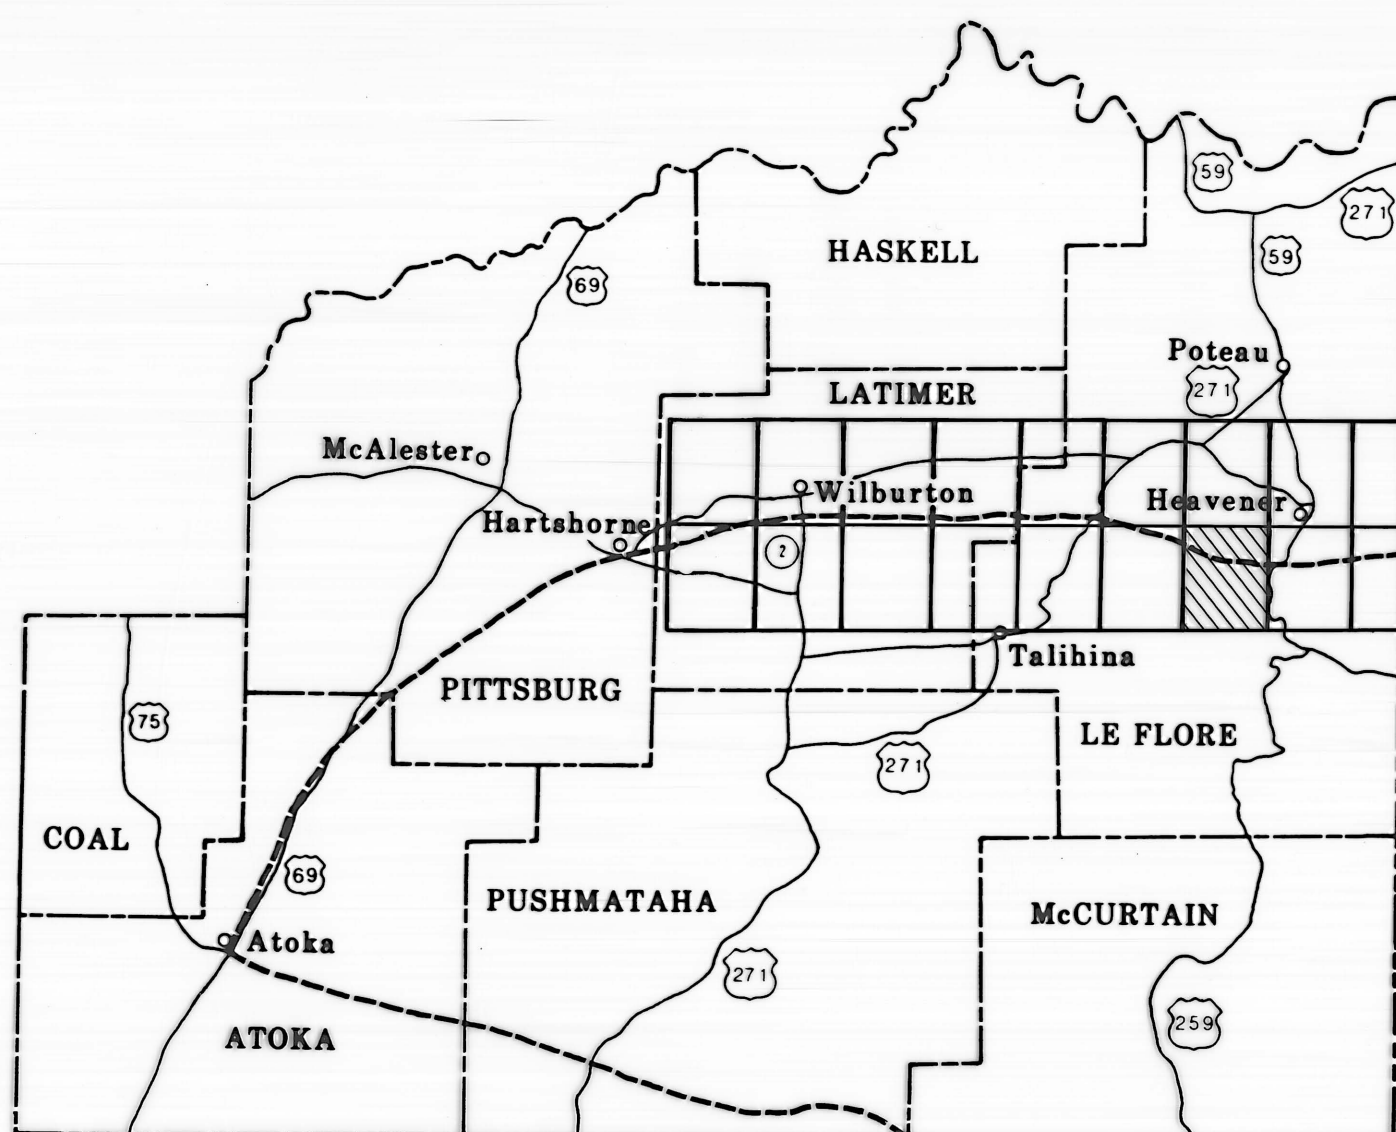 59
271
HASKELL
59
69
Poteau
271
LATIMER
McAlester
Wilburton
Heavener
Hartshorne
2
Talihina
PITTSBURG
75
LE FLORE
271
COAL
69
PUSHMATAHA
McCURTAIN
Atoka
271
259
ATOKA